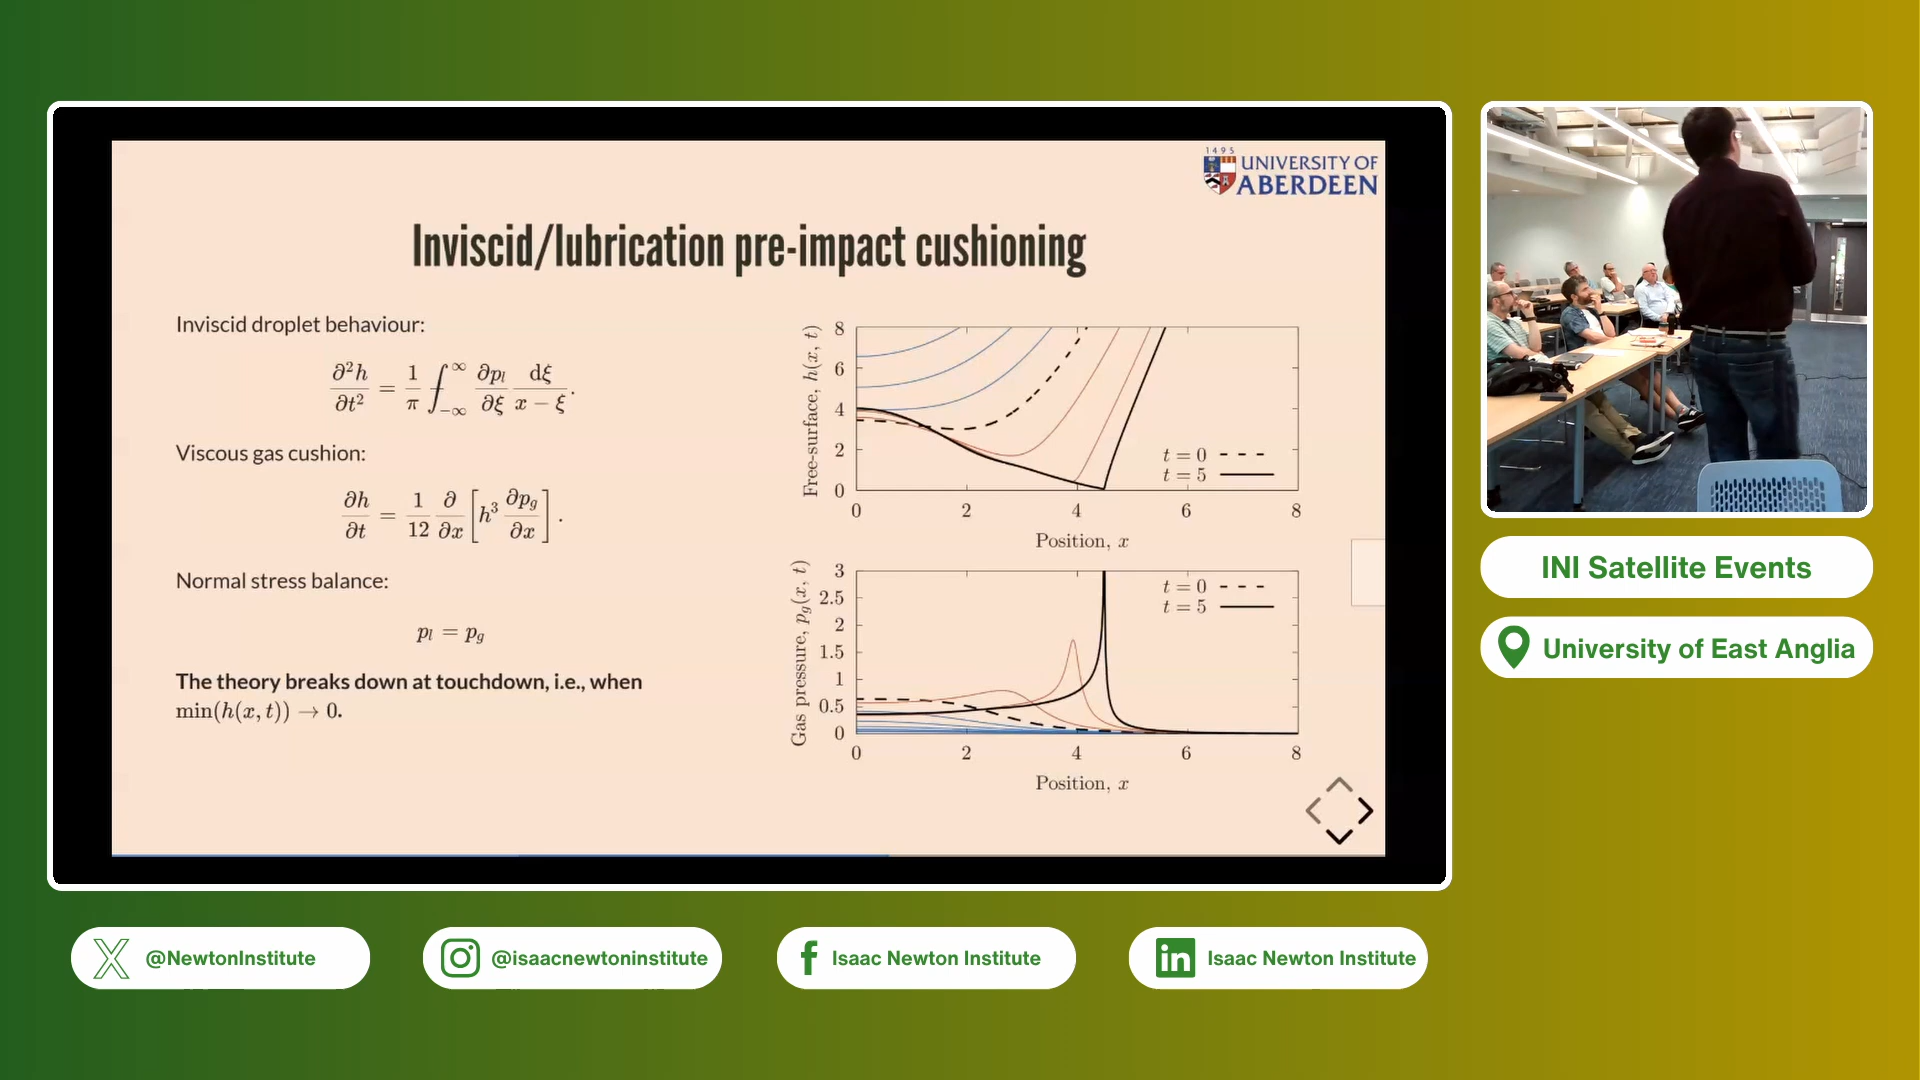 1495
UNIVERSITY OF
ABERDEEN
Inviscid/lubrication pre-impact cushioning
Inviscid droplet behaviour:
∂²h/∂t² = 1/π ⨍_{-∞}^{∞} ∂pₗ/∂ξ dξ/(x − ξ).
Viscous gas cushion:
∂h/∂t = 1/12 ∂/∂x [h³ ∂p_g/∂x].
Normal stress balance:
pₗ = p_g
The theory breaks down at touchdown, i.e., when
min(h(x, t)) → 0.
Free-surface, h(x, t)
8
6
4
2
0
t = 0
t = 5
0 2 4 6 8
Position, x
Gas pressure, p_g(x, t)
3
2.5
2
1.5
1
0.5
0
t = 0
t = 5
0 2 4 6 8
Position, x
INI Satellite Events
University of East Anglia
@NewtonInstitute
@isaacnewtoninstitute
Isaac Newton Institute
Isaac Newton Institute